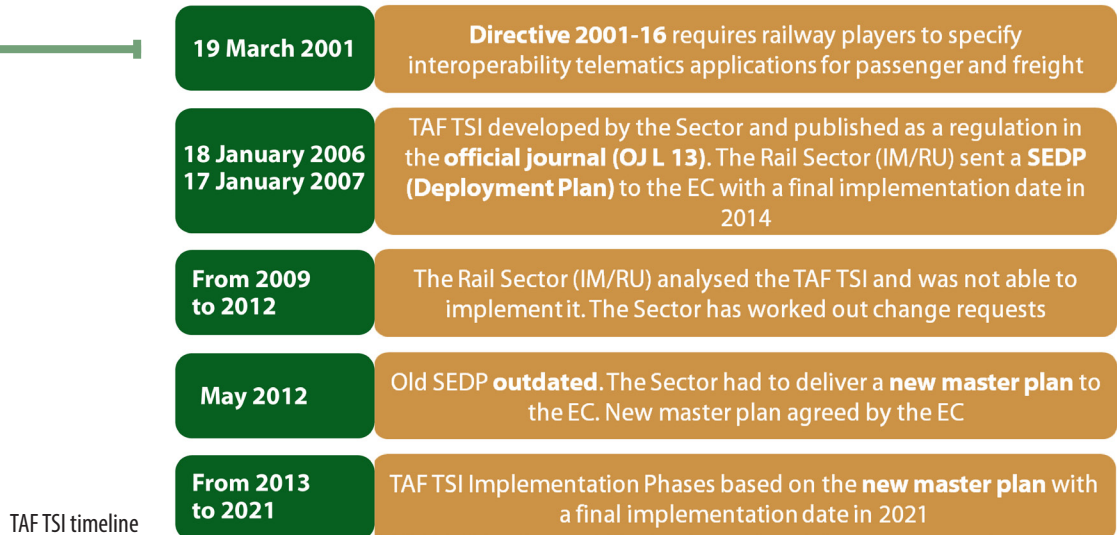 19 March 2001
Directive 2001-16 requires railway players to specify
interoperability telematics applications for passenger and freight
18 January 2006
17 January 2007
TAF TSI developed by the Sector and published as a regulation in
the official journal (OJ L 13). The Rail Sector (IM/RU) sent a SEDP
(Deployment Plan) to the EC with a final implementation date in
2014
From 2009
to 2012
The Rail Sector (IM/RU) analysed the TAF TSI and was not able to
implement it. The Sector has worked out change requests
May 2012
Old SEDP outdated. The Sector had to deliver a new master plan to
the EC. New master plan agreed by the EC
From 2013
to 2021
TAF TSI Implementation Phases based on the new master plan with
a final implementation date in 2021
TAF TSI timeline